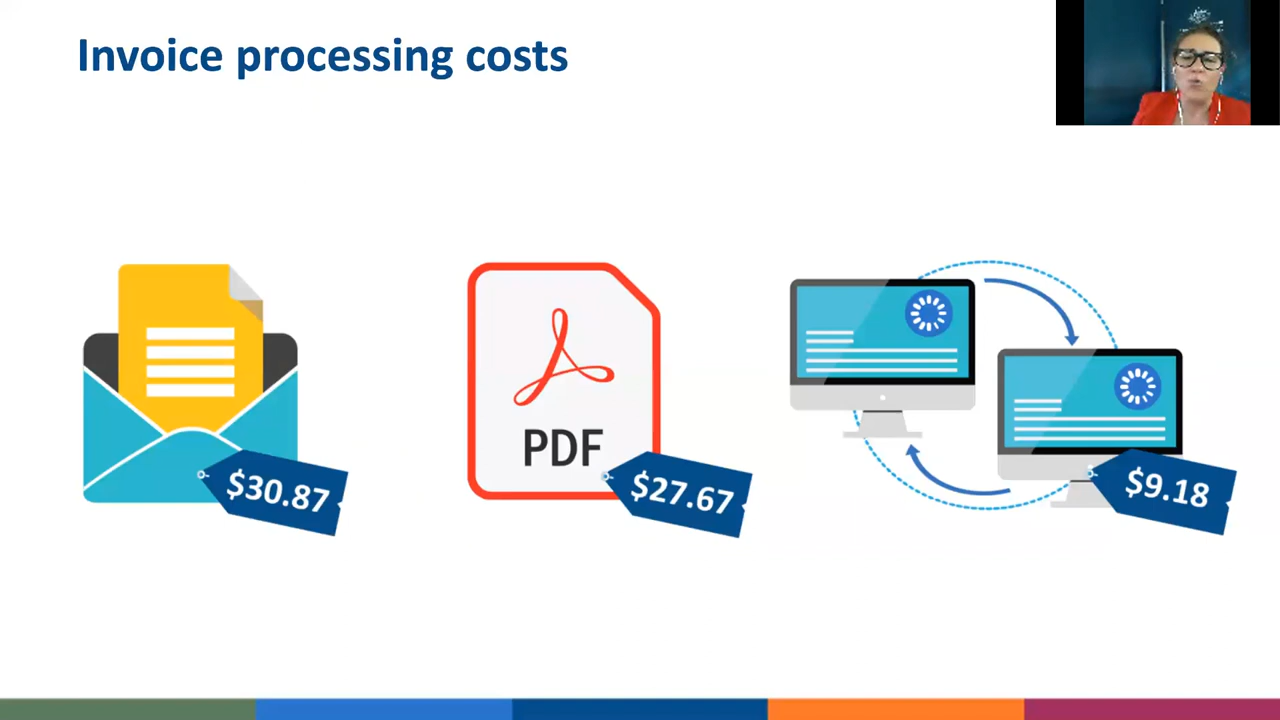 Invoice processing costs
PDF
$30.87
$27.67
$9.18